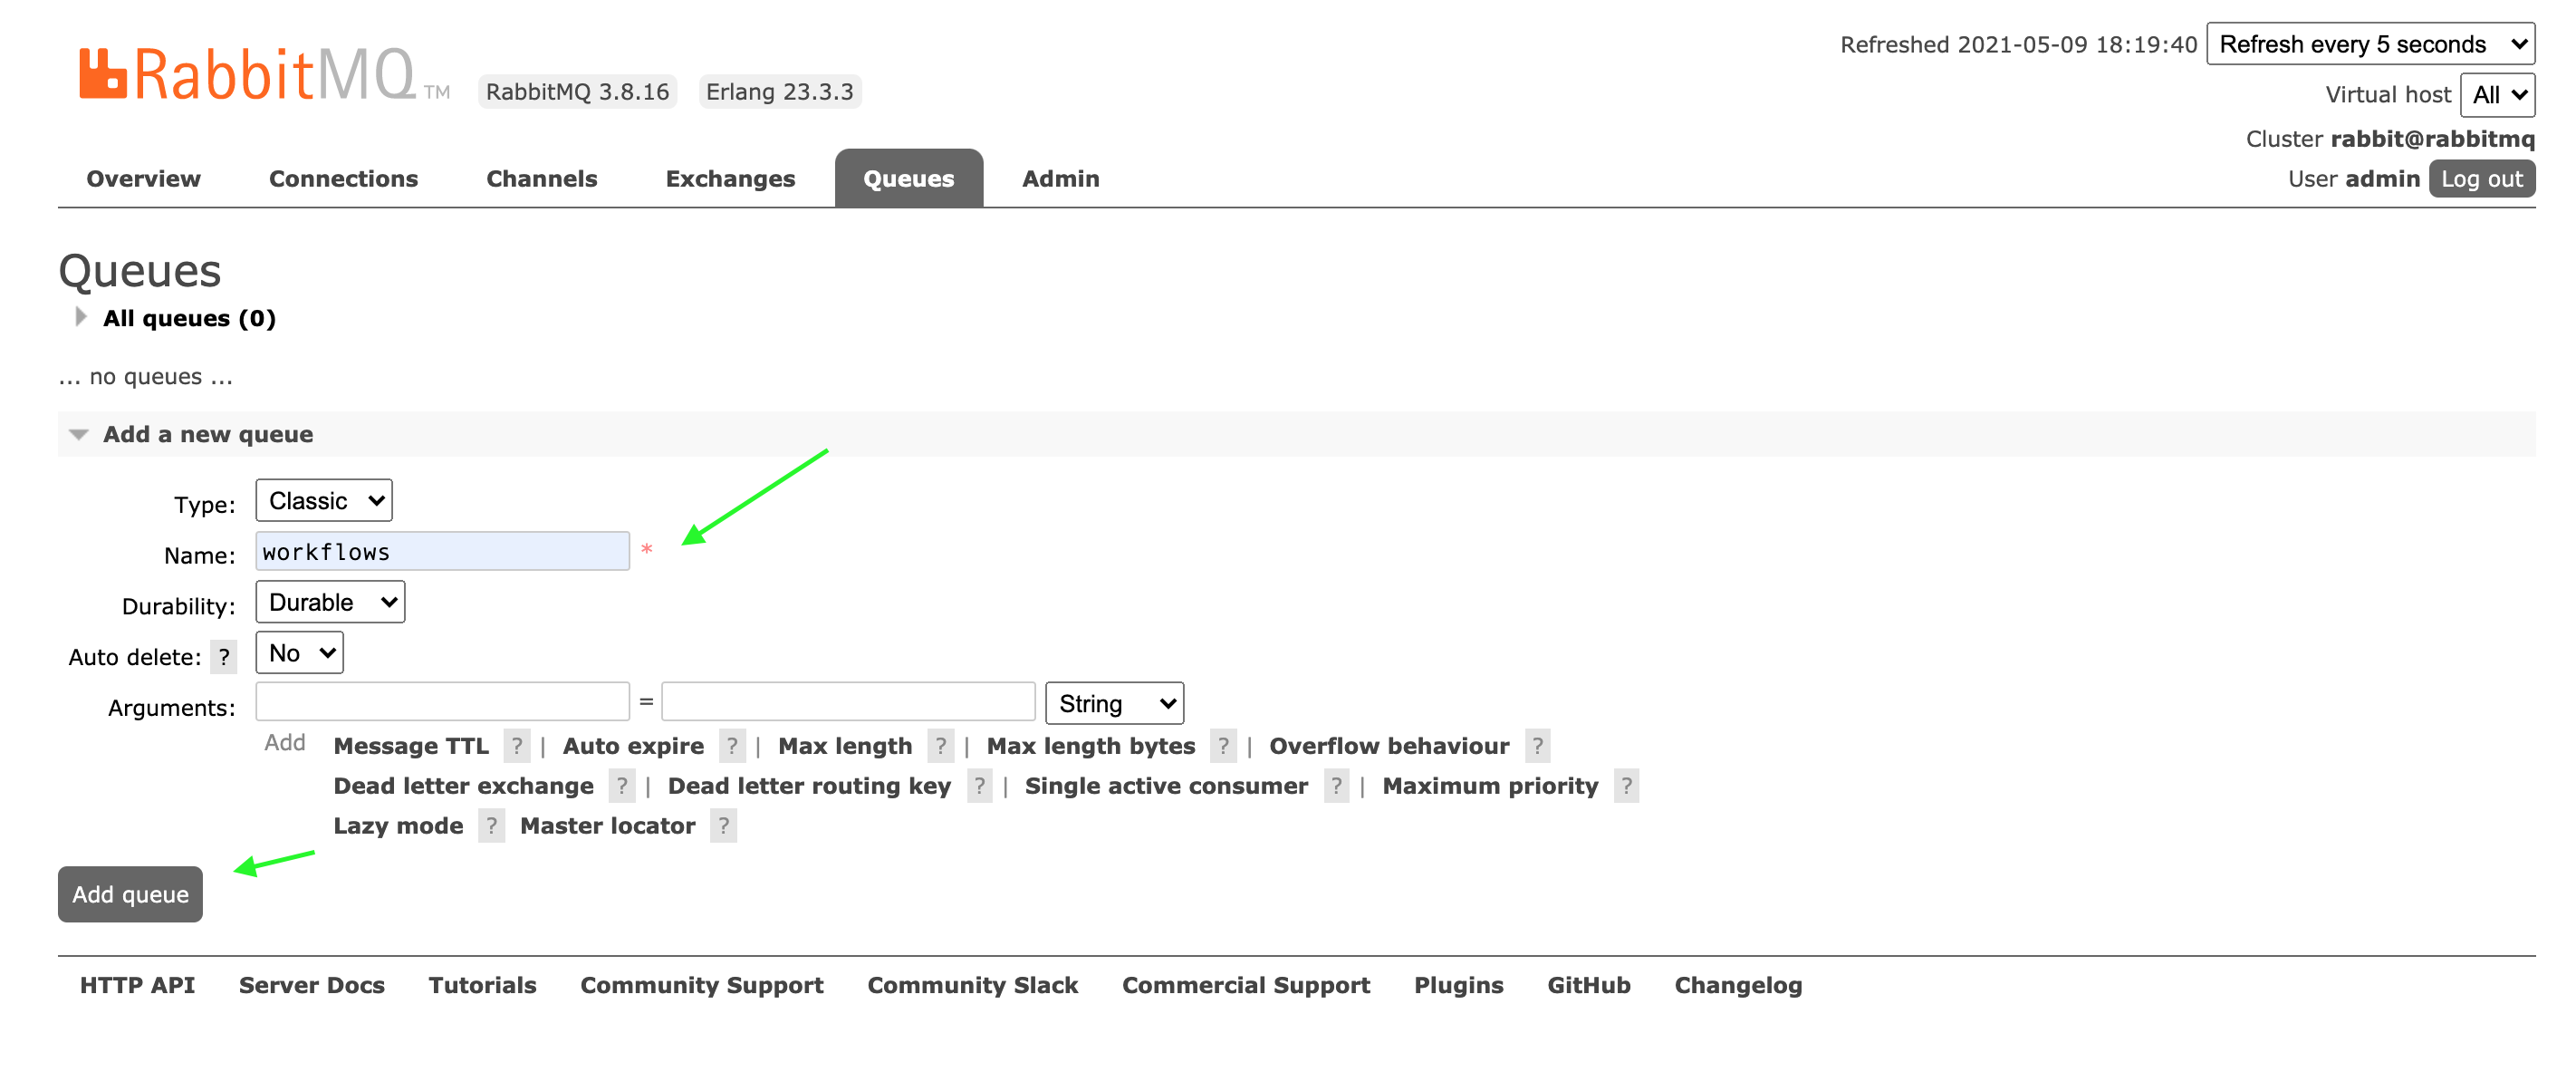 RabbitMQ TM RabbitMQ 3.8.16 Erlang 23.3.3
Refreshed 2021-05-09 18:19:40 Refresh every 5 seconds
Virtual host All
Cluster rabbit@rabbitmq
User admin Log out
Overview Connections Channels Exchanges Queues Admin
Queues
All queues (0)
... no queues ...
Add a new queue
Type: Classic
Name: workflows *
Durability: Durable
Auto delete: ? No
Arguments: = String
Add Message TTL ? | Auto expire ? | Max length ? | Max length bytes ? | Overflow behaviour ?
Dead letter exchange ? | Dead letter routing key ? | Single active consumer ? | Maximum priority ?
Lazy mode ? Master locator ?
Add queue
HTTP API Server Docs Tutorials Community Support Community Slack Commercial Support Plugins GitHub Changelog